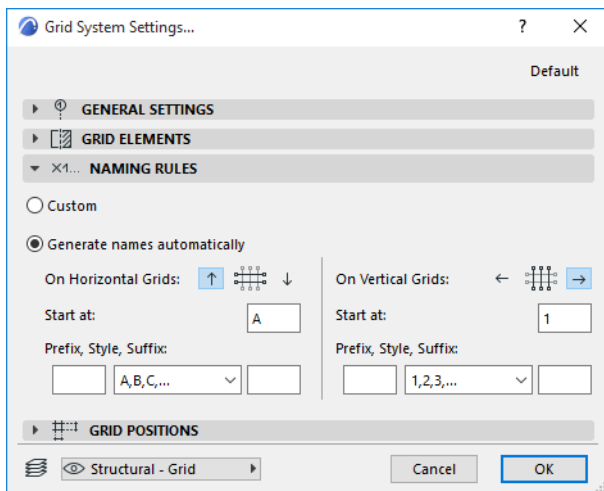 Grid System Settings...
?
Default
GENERAL SETTINGS
GRID ELEMENTS
X1... NAMING RULES
Custom
Generate names automatically
On Horizontal Grids:
On Vertical Grids:
Start at: A
Start at: 1
Prefix, Style, Suffix:
Prefix, Style, Suffix:
A,B,C,...
1,2,3,...
GRID POSITIONS
Structural - Grid
Cancel
OK